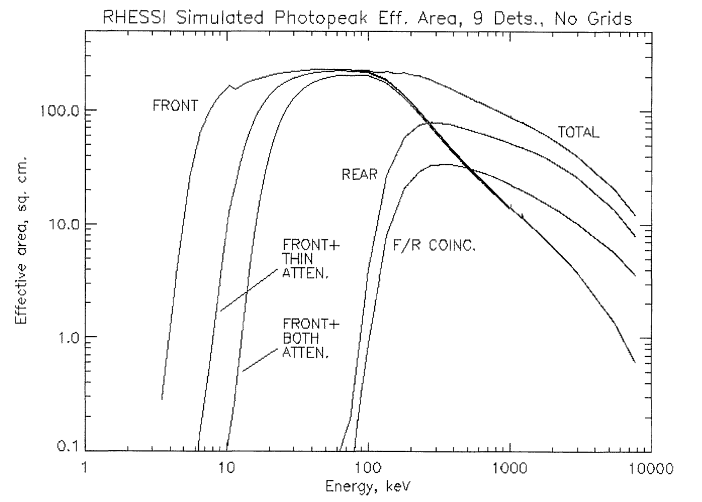 RHESSI Simulated Photopeak Eff. Area, 9 Dets., No Grids
Effective area, sq. cm.
100.0
10.0
1.0
0.1
FRONT
TOTAL
REAR
F/R COINC.
FRONT+
THIN
ATTEN.
FRONT+
BOTH
ATTEN.
1
10
100
1000
10000
Energy, keV